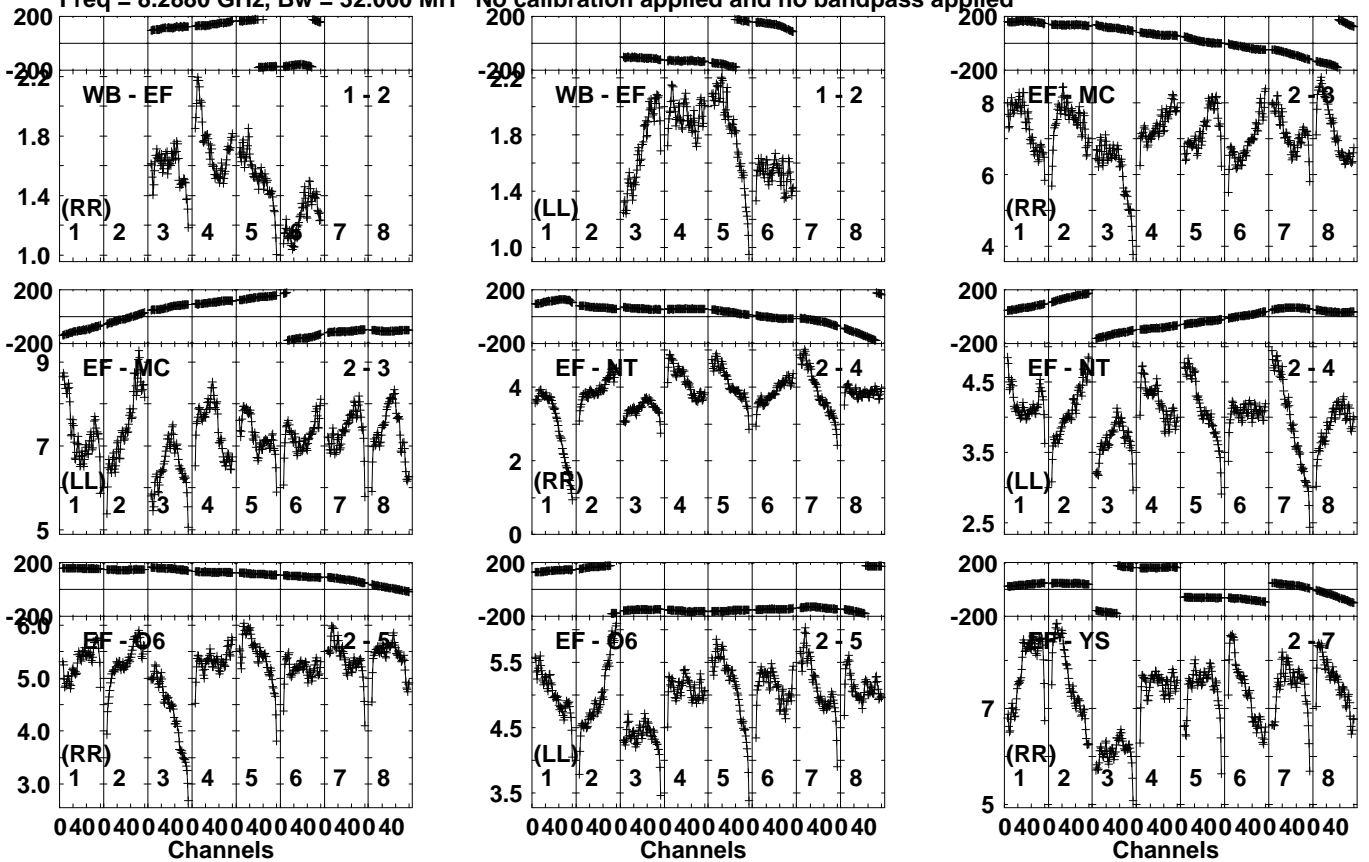 Freq = 8.2880 GHz, Bw = 32.000 MH No calibration applied and no bandpass applied
200
-200
2.2
1.8
1.4
1.0
WB - EF 1 - 2
(RR)
1 2 3 4 5 6 7 8
200
-200
2.2
1.8
1.4
1.0
WB - EF 1 - 2
(LL)
1 2 3 4 5 6 7 8
200
-200
8
6
4
EF - MC 2 - 3
(RR)
1 2 3 4 5 6 7 8
200
-200
9
7
5
EF - MC 2 - 3
(LL)
1 2 3 4 5 6 7 8
200
-200
4
2
0
EF - NT 2 - 4
(RR)
1 2 3 4 5 6 7 8
200
-200
4.5
3.5
2.5
EF - NT 2 - 4
(LL)
1 2 3 4 5 6 7 8
200
-200
6.0
5.0
4.0
3.0
EF - O6 2 - 5
(RR)
1 2 3 4 5 6 7 8
0 40 0 40 0 40 0 40 0 40 0 40 0 40 0 40
Channels
200
-200
5.5
4.5
3.5
EF - O6 2 - 5
(LL)
1 2 3 4 5 6 7 8
0 40 0 40 0 40 0 40 0 40 0 40 0 40 0 40
Channels
200
-200
7
5
EF - YS 2 - 7
(RR)
1 2 3 4 5 6 7 8
0 40 0 40 0 40 0 40 0 40 0 40 0 40 0 40
Channels